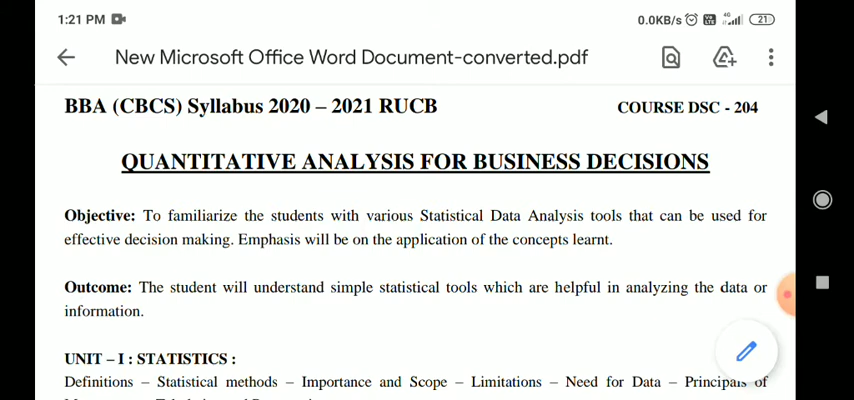 1:21 PM
0.0KB/s 4G 21
New Microsoft Office Word Document-converted.pdf
BBA (CBCS) Syllabus 2020 – 2021 RUCB COURSE DSC - 204
QUANTITATIVE ANALYSIS FOR BUSINESS DECISIONS
Objective: To familiarize the students with various Statistical Data Analysis tools that can be used for
effective decision making. Emphasis will be on the application of the concepts learnt.
Outcome: The student will understand simple statistical tools which are helpful in analyzing the data or
information.
UNIT – I : STATISTICS :
Definitions – Statistical methods – Importance and Scope – Limitations – Need for Data – Principals of